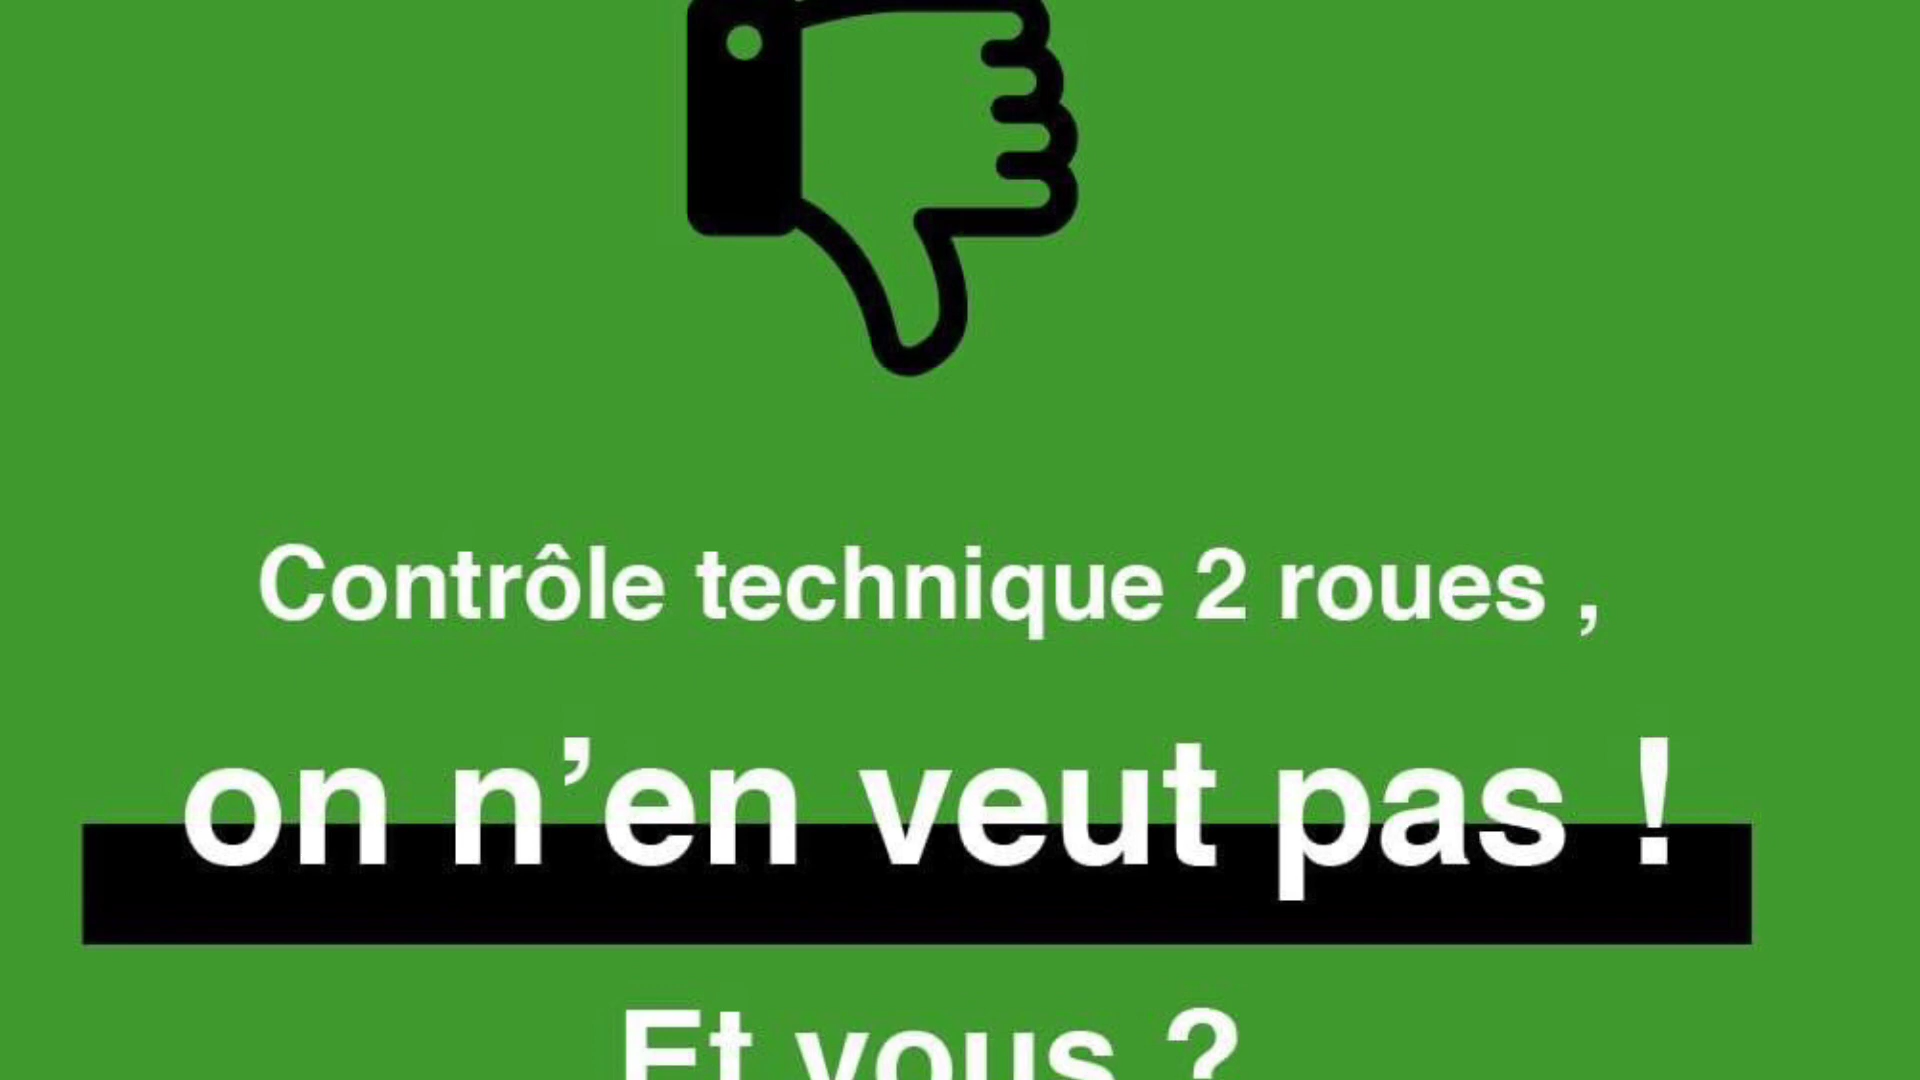 Contrôle technique 2 roues ,
on n’en veut pas !
Et vous ?